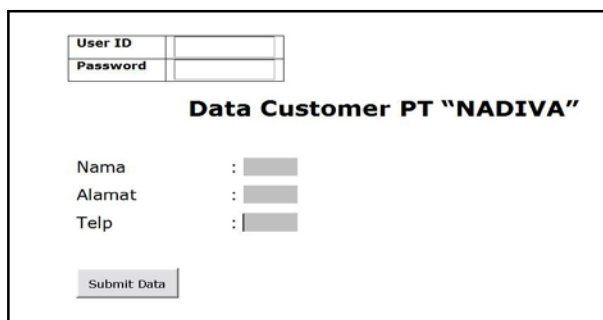 User ID
Password
Data Customer PT “NADIVA”
Nama :
Alamat :
Telp :
Submit Data